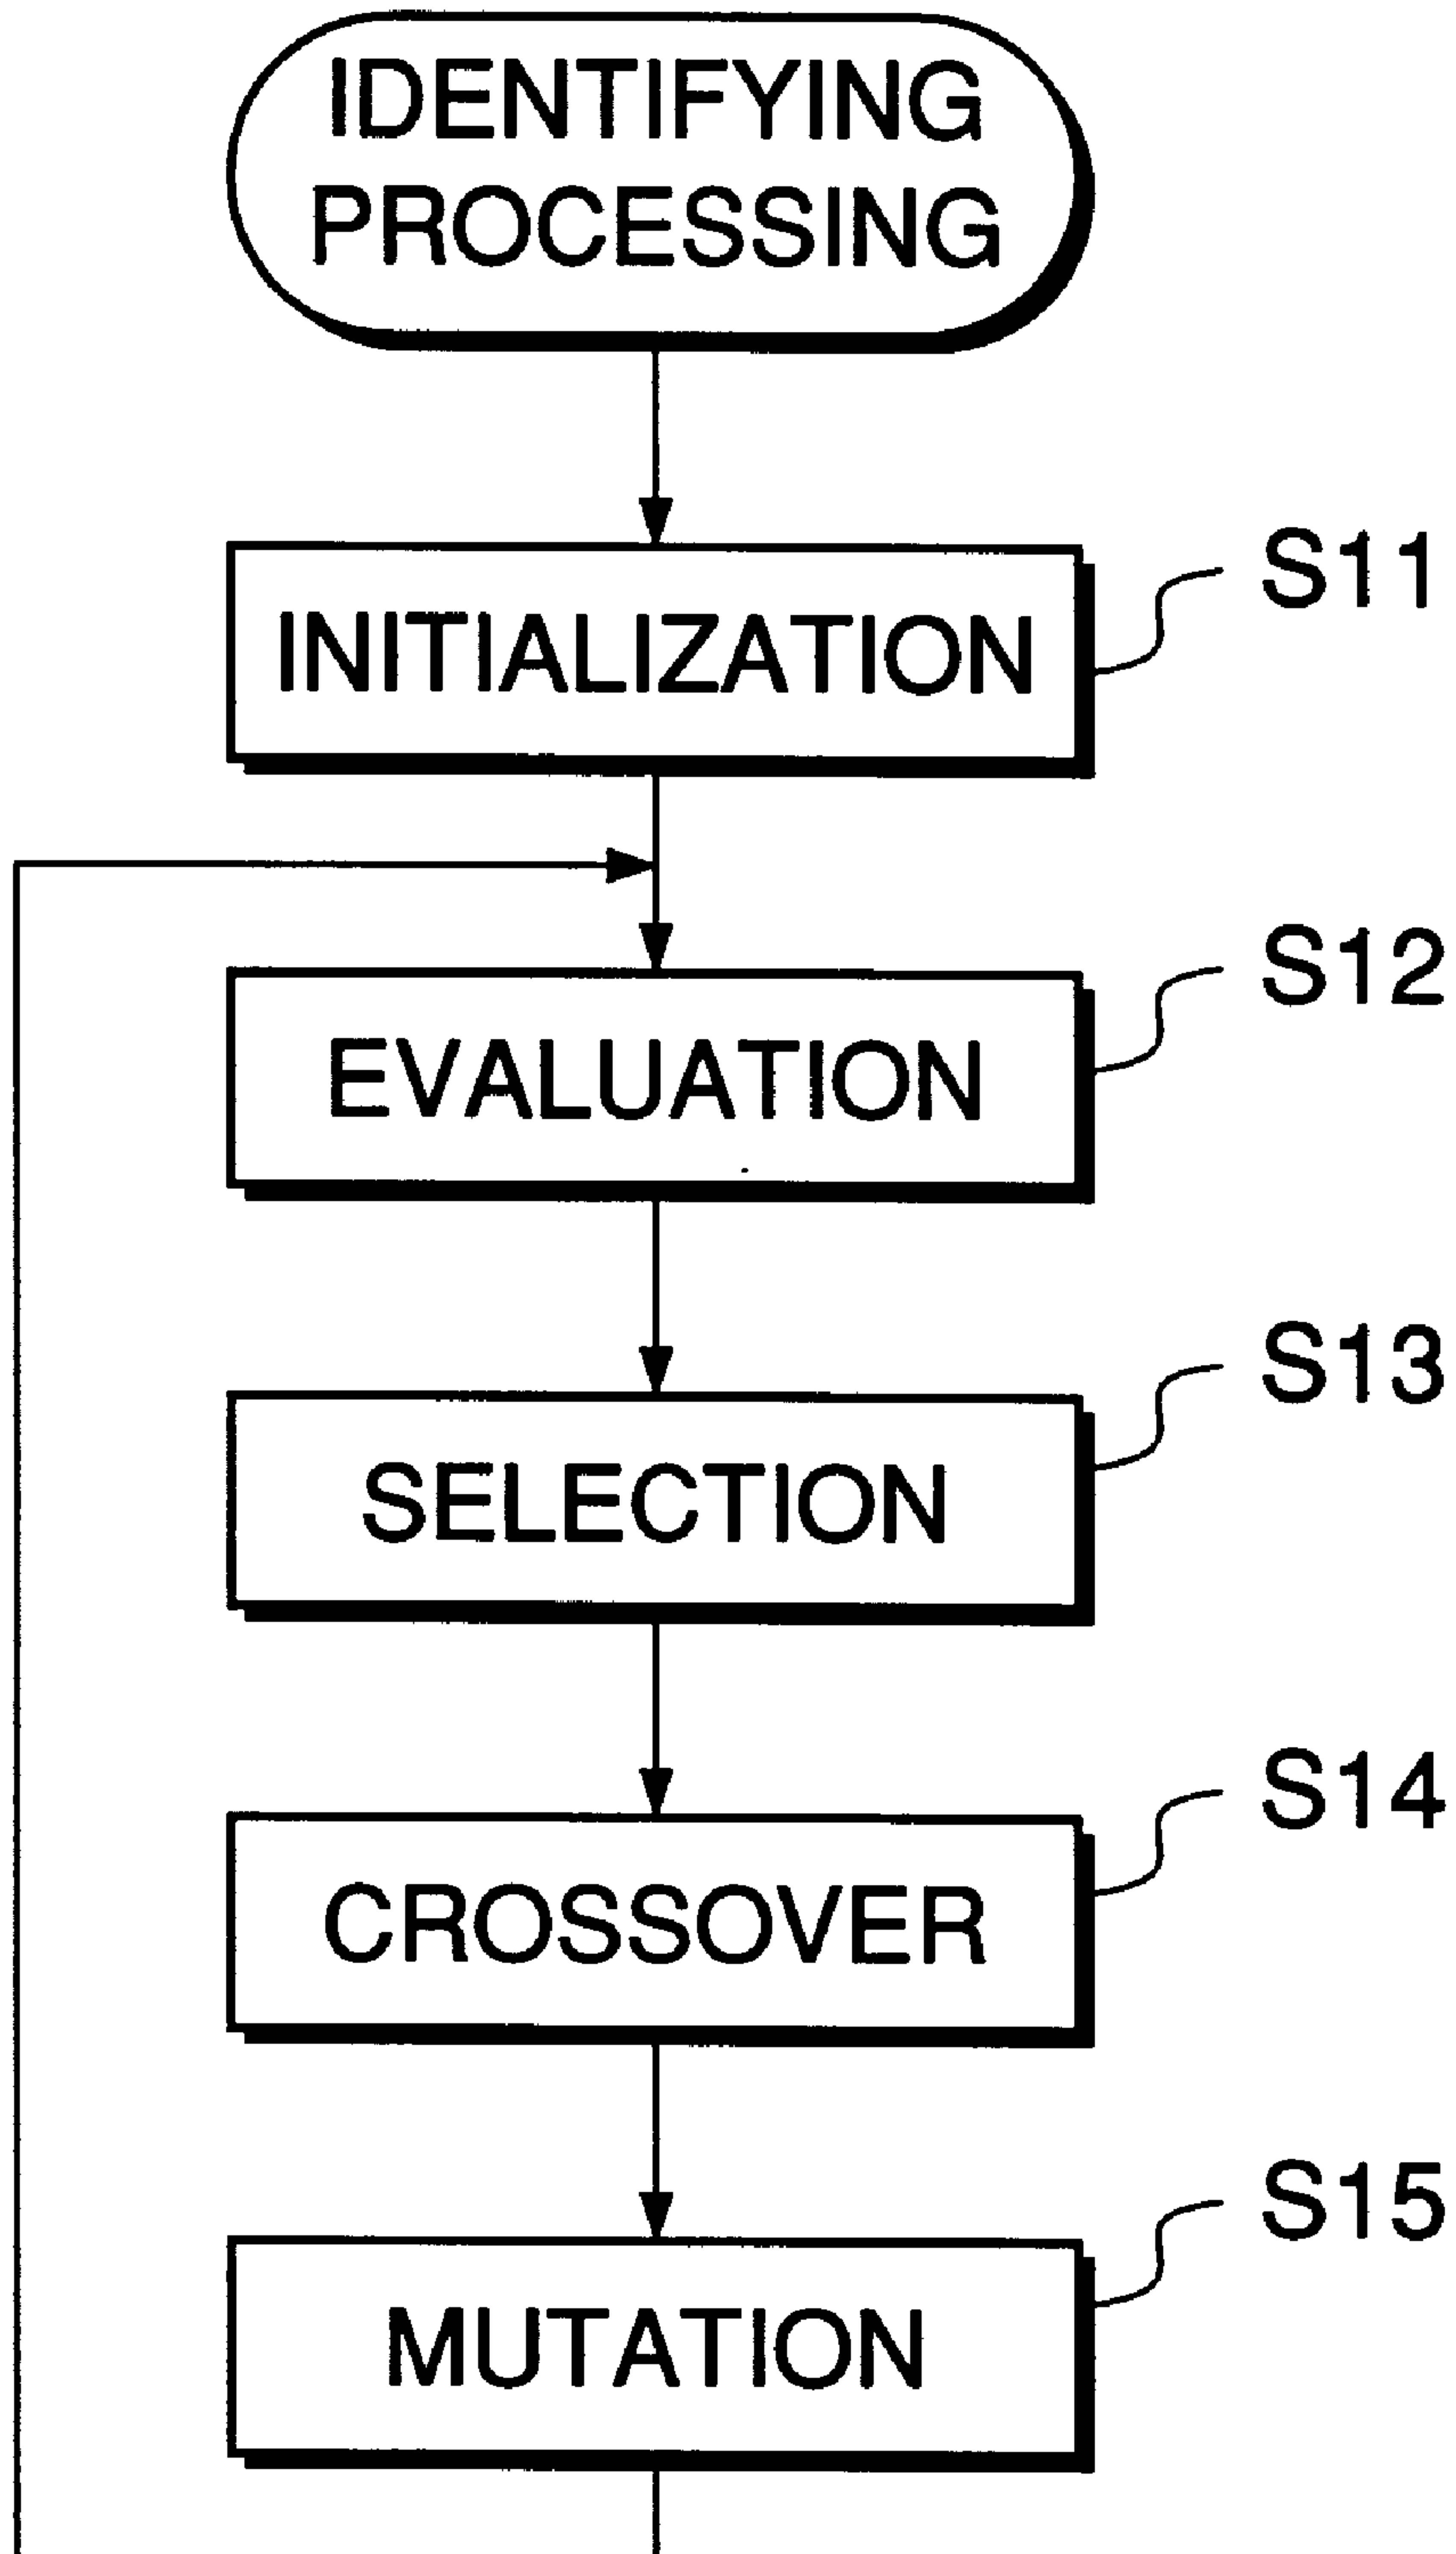 IDENTIFYING
PROCESSING
INITIALIZATION
S11
EVALUATION
S12
SELECTION
S13
CROSSOVER
S14
MUTATION
S15